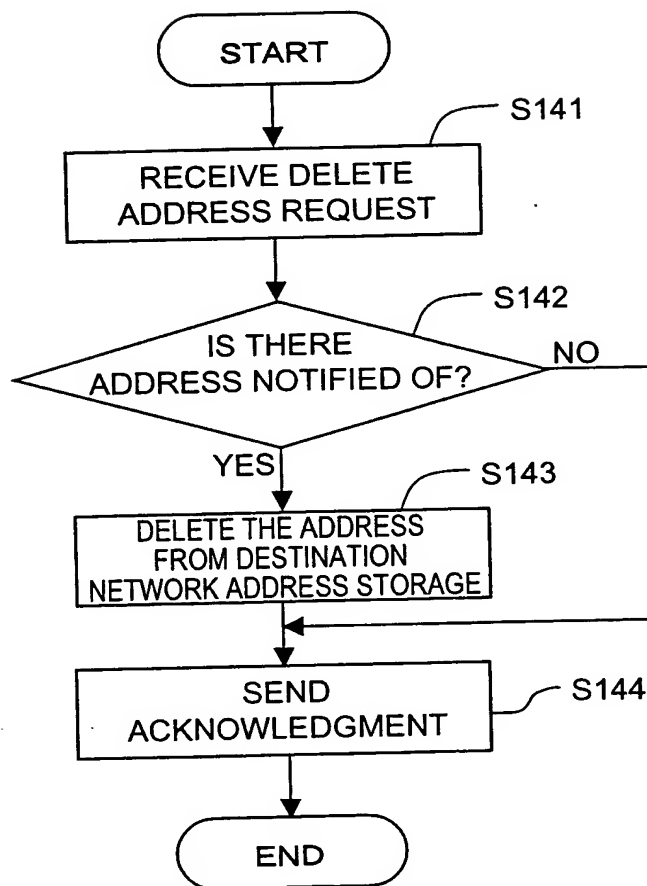 START
S141
RECEIVE DELETE
ADDRESS REQUEST
S142
IS THERE
ADDRESS NOTIFIED OF?
NO
YES
S143
DELETE THE ADDRESS
FROM DESTINATION
NETWORK ADDRESS STORAGE
SEND
ACKNOWLEDGMENT
S144
END